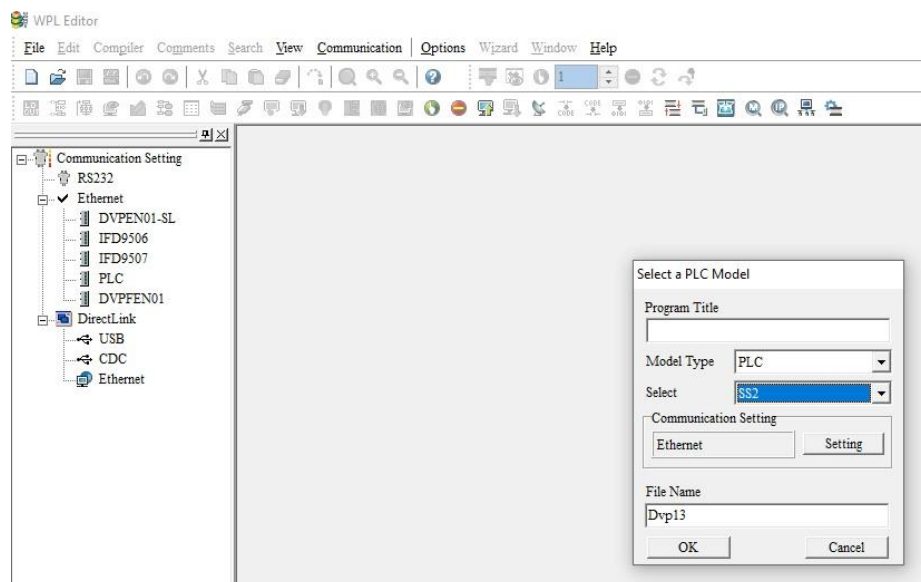 WPL Editor
File Edit Compiler Comments Search View Communication Options Wizard Window Help
1
Communication Setting
RS232
Ethernet
DVPEN01-SL
IFD9506
IFD9507
PLC
DVPFEN01
DirectLink
USB
CDC
Ethernet
Select a PLC Model
Program Title
Model Type PLC
Select SS2
Communication Setting
Ethernet Setting
File Name
Dvp13
OK Cancel